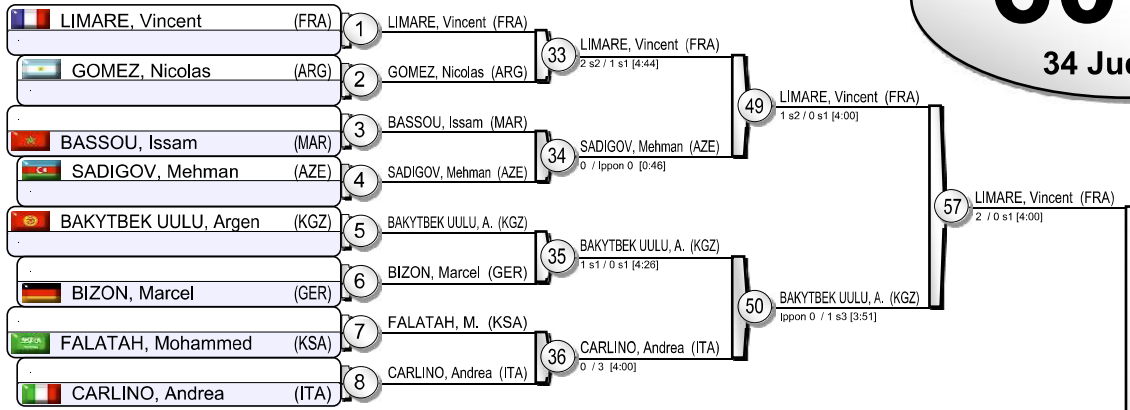 LIMARE, Vincent (FRA)
GOMEZ, Nicolas (ARG)
BASSOU, Issam (MAR)
SADIGOV, Mehman (AZE)
BAKYTBEK UULU, Argen (KGZ)
BIZON, Marcel (GER)
FALATAH, Mohammed (KSA)
CARLINO, Andrea (ITA)
1
2
3
4
5
6
7
8
LIMARE, Vincent (FRA)
GOMEZ, Nicolas (ARG)
BASSOU, Issam (MAR)
SADIGOV, Mehman (AZE)
BAKYTBEK UULU, A. (KGZ)
BIZON, Marcel (GER)
FALATAH, M. (KSA)
CARLINO, Andrea (ITA)
33
34
35
36
LIMARE, Vincent (FRA)
2 s2 / 1 s1 [4:44]
SADIGOV, Mehman (AZE)
0 / Ippon 0 [0:46]
BAKYTBEK UULU, A. (KGZ)
1 s1 / 0 s1 [4:26]
CARLINO, Andrea (ITA)
0 / 3 [4:00]
49
50
LIMARE, Vincent (FRA)
1 s2 / 0 s1 [4:00]
BAKYTBEK UULU, A. (KGZ)
Ippon 0 / 1 s3 [3:51]
57
LIMARE, Vincent (FRA)
2 / 0 s1 [4:00]
34